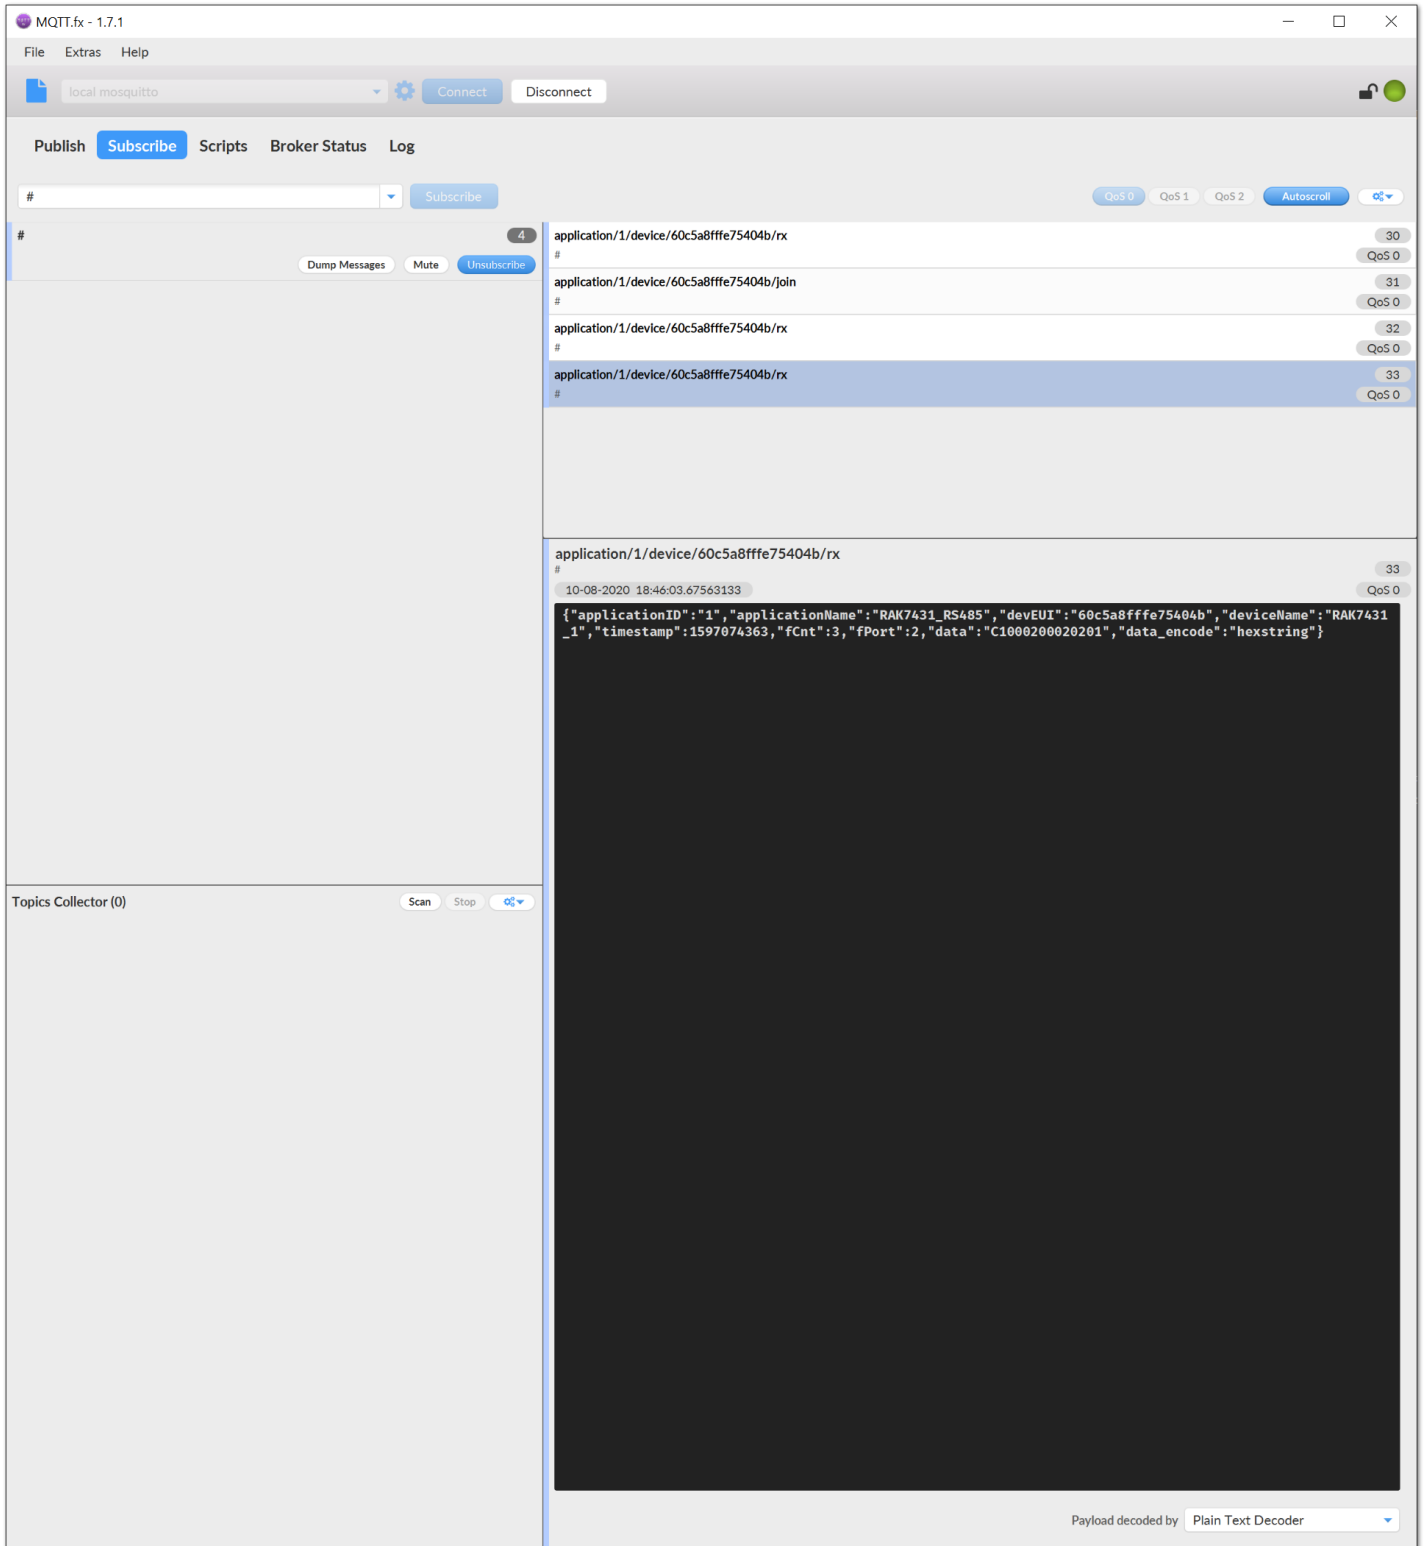 MQTT.fx - 1.7.1
File Extras Help
local mosquitto Connect Disconnect
Publish Subscribe Scripts Broker Status Log
# Subscribe QoS 0 QoS 1 QoS 2 Autoscroll
# 4
Dump Messages Mute Unsubscribe
application/1/device/60c5a8fffe75404b/rx 30
# QoS 0
application/1/device/60c5a8fffe75404b/join 31
# QoS 0
application/1/device/60c5a8fffe75404b/rx 32
# QoS 0
application/1/device/60c5a8fffe75404b/rx 33
# QoS 0
application/1/device/60c5a8fffe75404b/rx
# 33
10-08-2020 18:46:03.67563133 QoS 0
{"applicationID":"1","applicationName":"RAK7431_RS485","devEUI":"60c5a8fffe75404b","deviceName":"RAK7431
_1","timestamp":1597074363,"fCnt":3,"fPort":2,"data":"C1000200020201","data_encode":"hexstring"}
Topics Collector (0) Scan Stop
Payload decoded by Plain Text Decoder